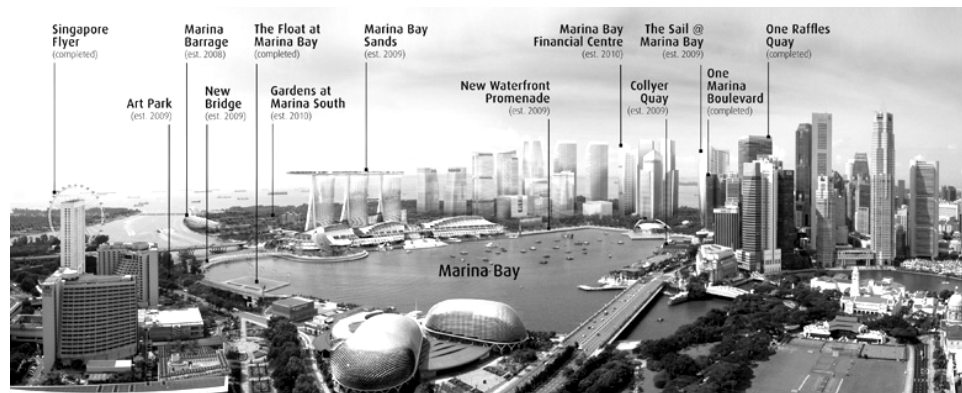 Singapore
Flyer
(completed)
Art Park
(est. 2009)
Marina
Barrage
(est. 2008)
New
Bridge
(est. 2009)
The Float at
Marina Bay
(completed)
Gardens at
Marina South
(est. 2010)
Marina Bay
Sands
(est. 2009)
New Waterfront
Promenade
(est. 2009)
Marina Bay
Financial Centre
(est. 2010)
Collyer
Quay
(est. 2009)
The Sail @
Marina Bay
(est. 2009)
One
Marina
Boulevard
(completed)
One Raffles
Quay
(completed)
Marina Bay